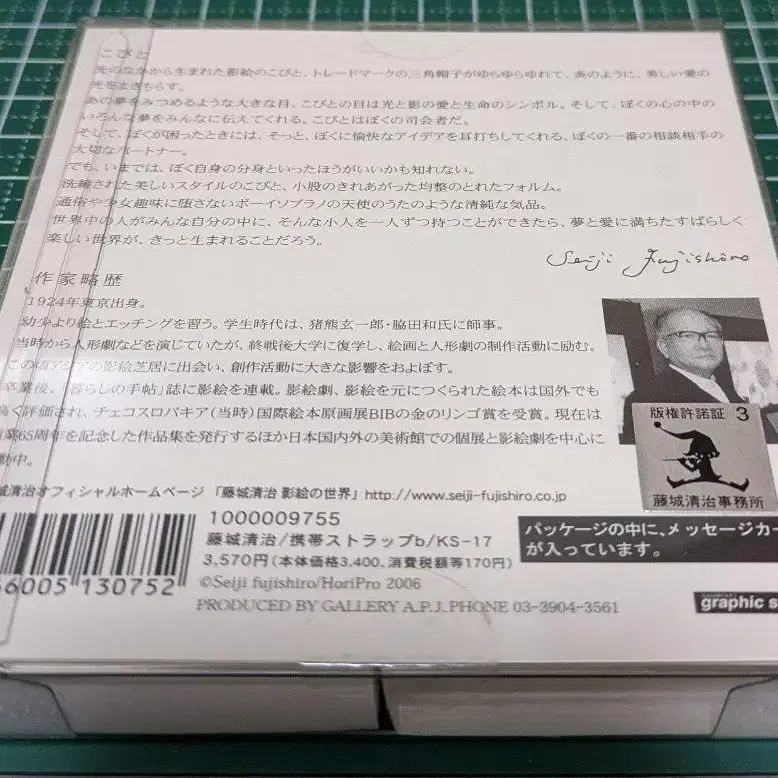 こびと
光のなかから生まれた影絵のこびと、トレードマークの三角帽子がゆらゆらゆれて、炎のように、美しい愛の
光をまきちらす。
あの夢をみつめるような大きな目、こびとの目は光と影の愛と生命のシンボル。そして、ぼくの心の中の
いろんな夢をみんなに伝えてくれる。こびとはぼくの司会者だ。
そして、ぼくが困ったときには、そっと、ぼくに愉快なアイデアを耳打ちしてくれる、ぼくの一番の相談相手の
大切なパートナー。
でも、いまでは、ぼく自身の分身といったほうがいいかも知れない。
洗練された美しいスタイルのこびと、小股のきれあがった均整のとれたフォルム。
通俗や少女趣味に堕さないボーイソプラノの天使のうたのような清純な気品。
世界中の人がみんな自分の中に、そんな小人を一人ずつ持つことができたら、夢と愛に満ちたすばらしく
楽しい世界が、きっと生まれることだろう。
Seiji Fujishiro
作家略歴
1924年東京出身。
幼少より絵とエッチングを習う。学生時代は、猪熊玄一郎・脇田和氏に師事。
当時から人形劇などを演じていたが、終戦後大学に復学し、絵画と人形劇の制作活動に励む。
この頃アジアの影絵芝居に出会い、創作活動に大きな影響をおよぼす。
卒業後、「暮らしの手帖」誌に影絵を連載。影絵劇、影絵を元につくられた絵本は国外でも
高く評価され、チェコスロバキア(当時)国際絵本原画展BIBの金のリンゴ賞を受賞。現在は
業65周年を記念した作品集を発行するほか日本国内外の美術館での個展と影絵劇を中心に
動中。
版権許諾証 3
藤城清治事務所
城清治オフィシャルホームページ 「藤城清治 影絵の世界」 http://www.seiji-fujishiro.co.jp
1000009755
藤城清治/携帯ストラップb/KS-17
3,570円(本体価格3,400、消費税額等170円)
6005 130752
©Seiji fujishiro/HoriPro 2006
PRODUCED BY GALLERY A.P.J. PHONE 03-3904-3561
パッケージの中に、メッセージカー
が入っています。
graphic s